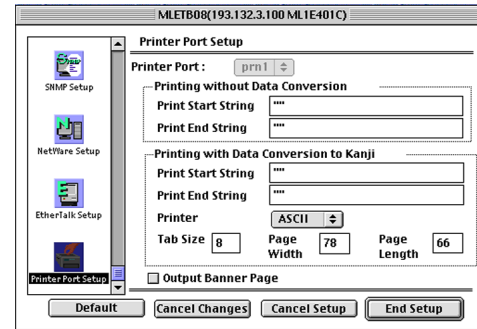 MLETB08(193.132.3.100 ML1E401C)
SNMP Setup
NetWare Setup
EtherTalk Setup
Printer Port Setup
Printer Port Setup
Printer Port : prn1
Printing without Data Conversion
Print Start String ""
Print End String ""
Printing with Data Conversion to Kanji
Print Start String ""
Print End String ""
Printer ASCII
Tab Size 8 Page Width 78 Page Length 66
Output Banner Page
Default Cancel Changes Cancel Setup End Setup